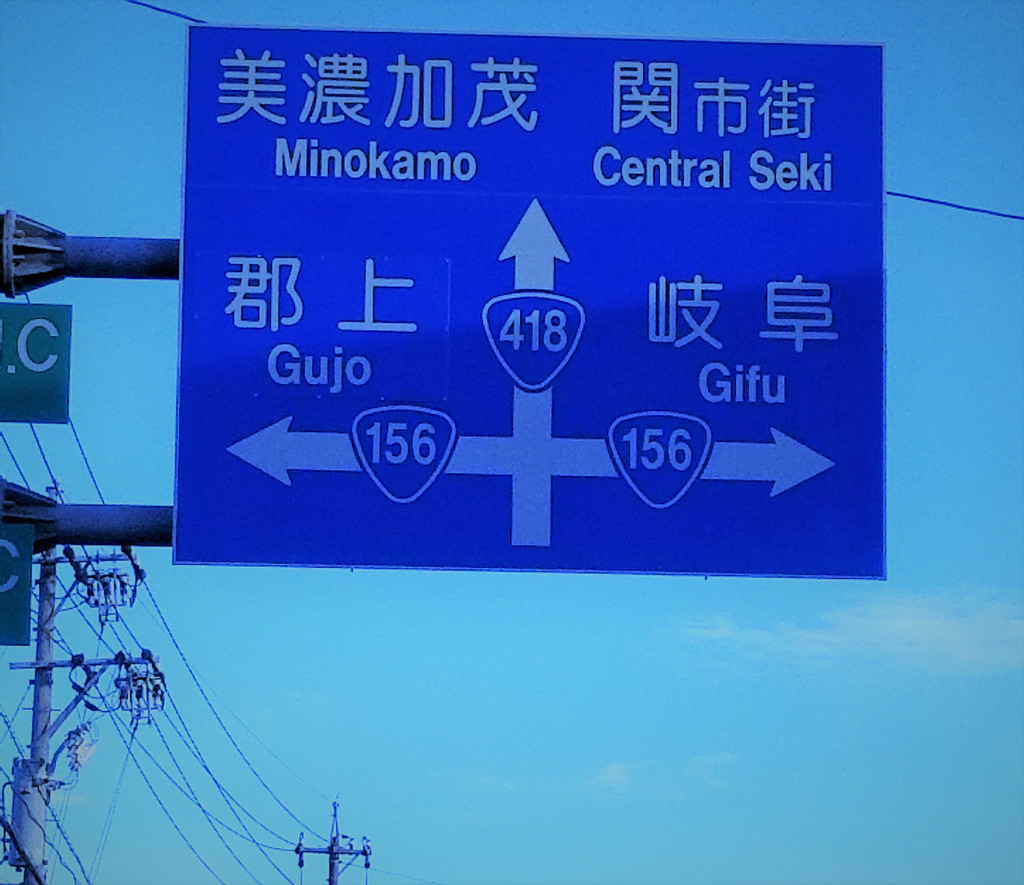 美濃加茂 関市街
Minokamo Central Seki
郡上 418 岐阜
Gujo Gifu
156 156
.C
C